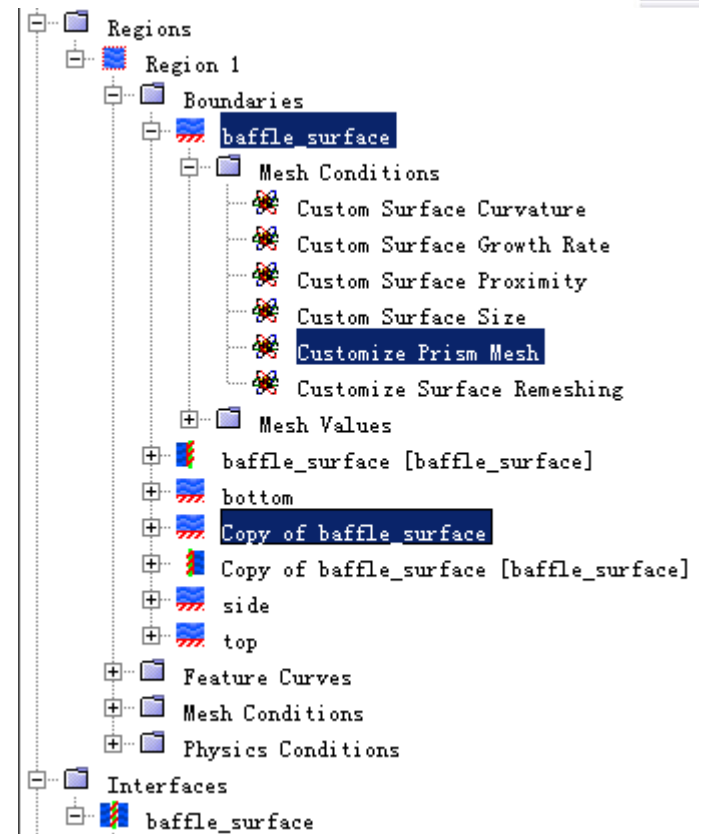 Regions
Region 1
Boundaries
baffle_surface
Mesh Conditions
Custom Surface Curvature
Custom Surface Growth Rate
Custom Surface Proximity
Custom Surface Size
Customize Prism Mesh
Customize Surface Remeshing
Mesh Values
baffle_surface [baffle_surface]
bottom
Copy of baffle_surface
Copy of baffle_surface [baffle_surface]
side
top
Feature Curves
Mesh Conditions
Physics Conditions
Interfaces
baffle_surface